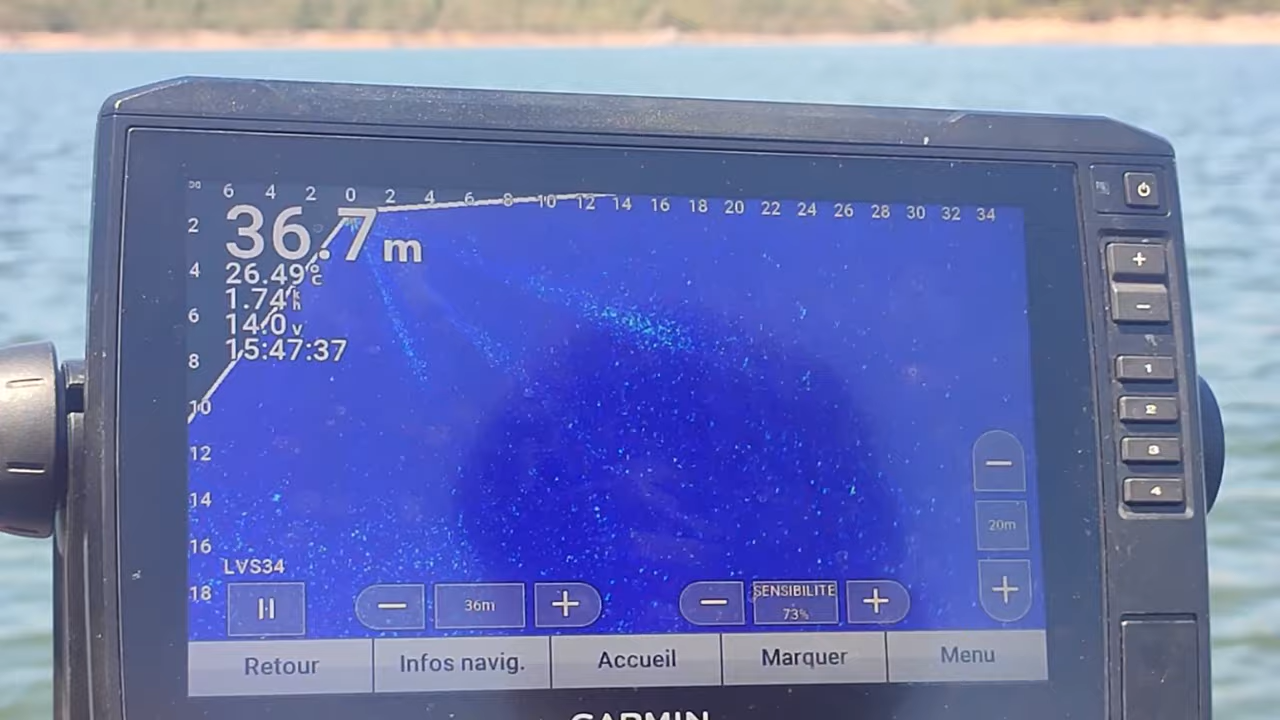 6 4 2 0 2 4 6 8 10 12 14 16 18 20 22 24 26 28 30 32 34
36.7 m
26.49°C
1.74
14.0 v
15:47:37
2
4
6
8
10
12
14
16
18
LVS34
36m
SENSIBILITE
73%
20m
Retour
Infos navig.
Accueil
Marquer
Menu
+
−
1
2
3
4
GARMIN